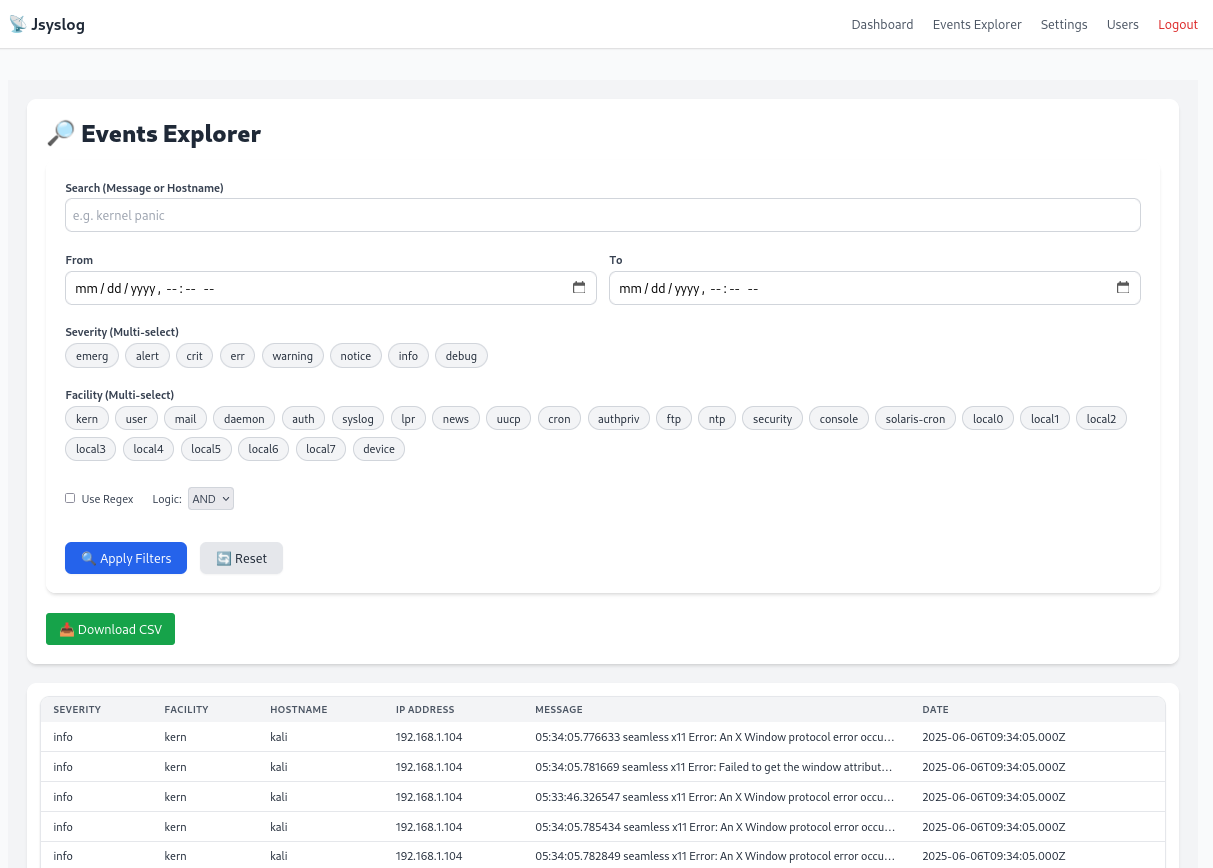 Jsyslog
Dashboard Events Explorer Settings Users Logout
Events Explorer
Search (Message or Hostname)
e.g. kernel panic
From To
mm/dd/yyyy, --:-- -- mm/dd/yyyy, --:-- --
Severity (Multi-select)
emerg alert crit err warning notice info debug
Facility (Multi-select)
kern user mail daemon auth syslog lpr news uucp cron authpriv ftp ntp security console solaris-cron local0 local1 local2
local3 local4 local5 local6 local7 device
Use Regex Logic: AND
Apply Filters Reset
Download CSV
SEVERITY FACILITY HOSTNAME IP ADDRESS MESSAGE DATE
info kern kali 192.168.1.104 05:34:05.776633 seamless x11 Error: An X Window protocol error occu... 2025-06-06T09:34:05.000Z
info kern kali 192.168.1.104 05:34:05.781669 seamless x11 Error: Failed to get the window attribut... 2025-06-06T09:34:05.000Z
info kern kali 192.168.1.104 05:33:46.326547 seamless x11 Error: An X Window protocol error occu... 2025-06-06T09:34:05.000Z
info kern kali 192.168.1.104 05:34:05.785434 seamless x11 Error: An X Window protocol error occu... 2025-06-06T09:34:05.000Z
info kern kali 192.168.1.104 05:34:05.782849 seamless x11 Error: An X Window protocol error occu... 2025-06-06T09:34:05.000Z